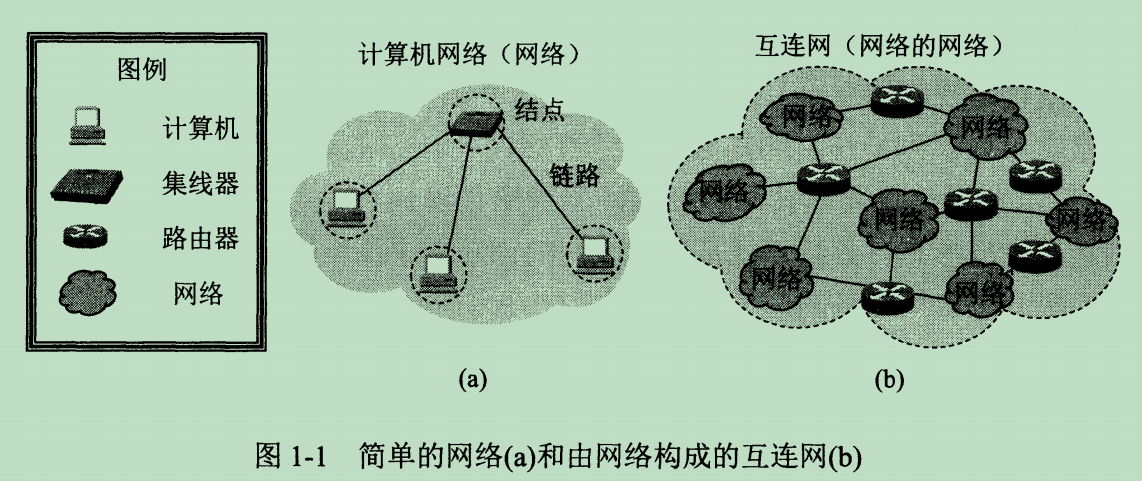 图例
计算机
集线器
路由器
网络
计算机网络（网络）
结点
链路
(a)
互连网（网络的网络）
网络
网络
网络
网络
网络
网络
网络
(b)
图 1-1 简单的网络(a)和由网络构成的互连网(b)